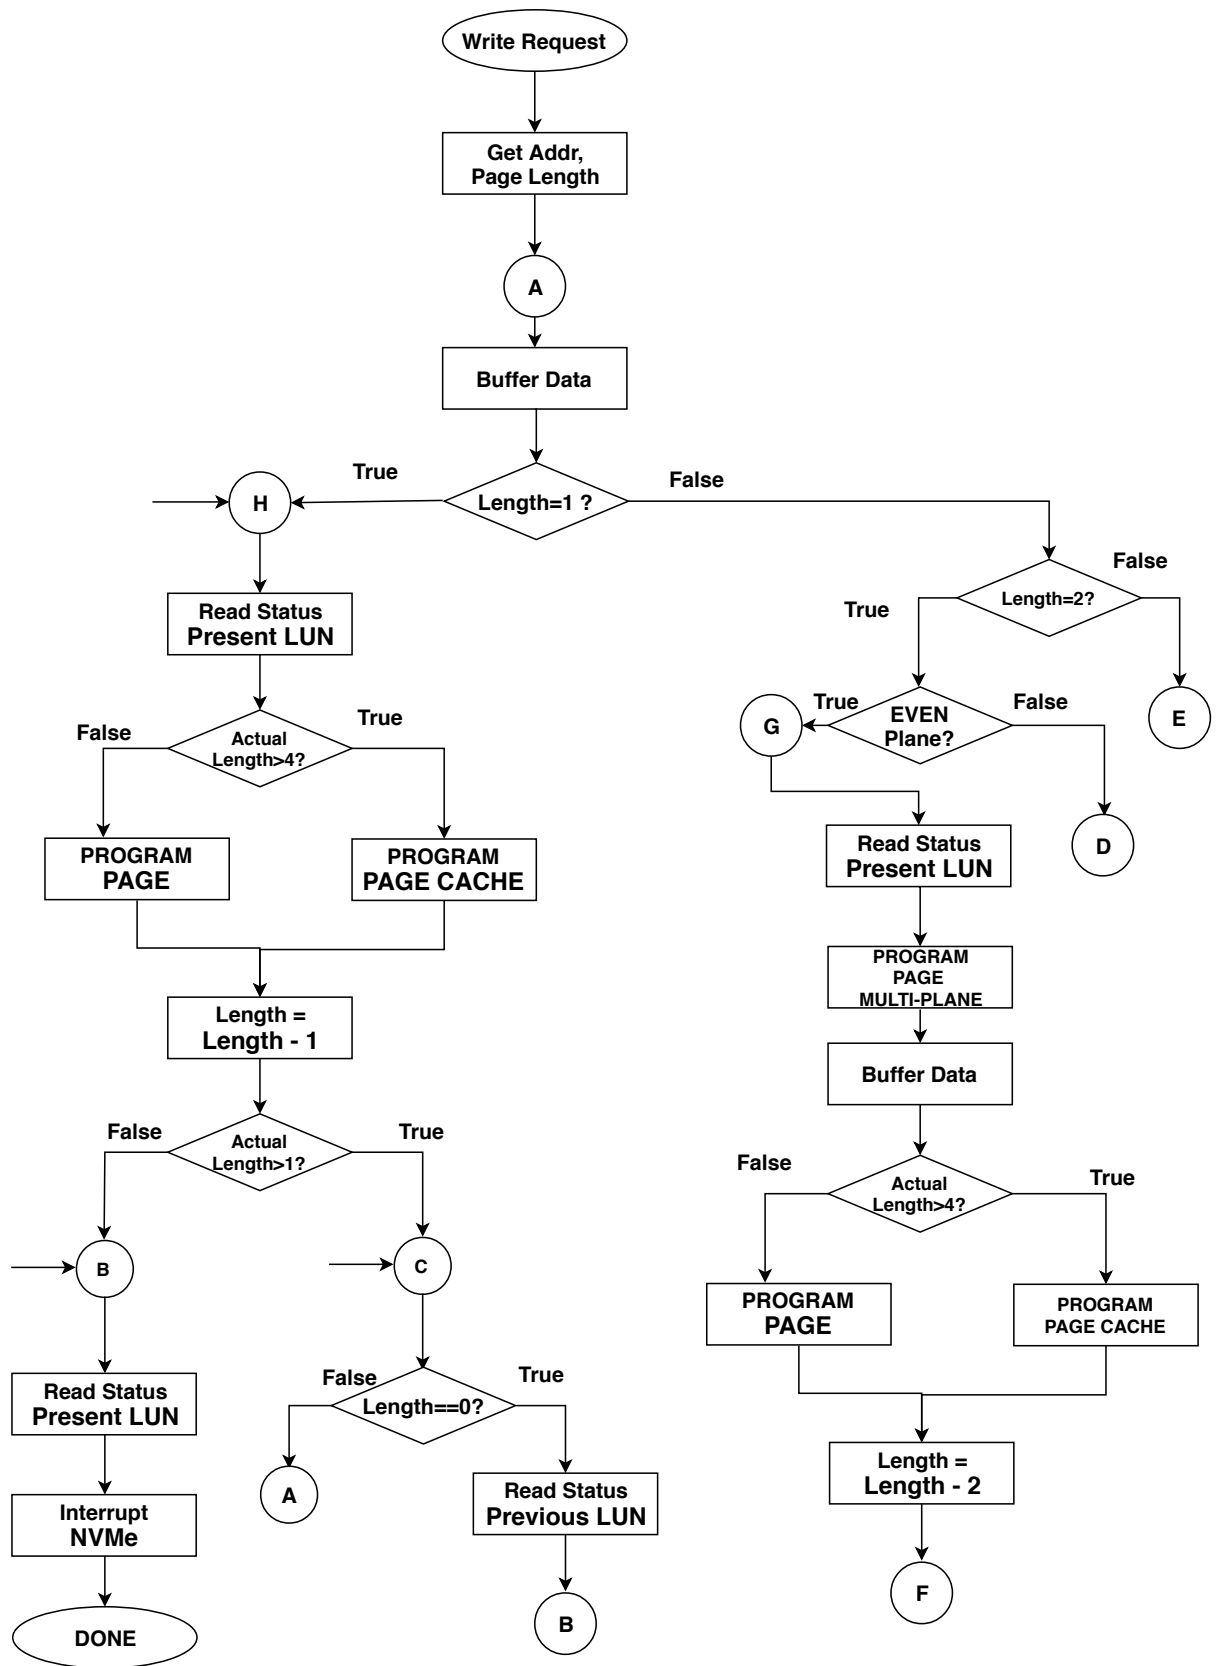 Write Request
Get Addr,
Page Length
A
Buffer Data
True
H
Length=1 ?
False
Read Status
Present LUN
False
Length=2?
True
E
False
Actual
Length>4?
True
G
True
EVEN
Plane?
False
D
PROGRAM
PAGE
PROGRAM
PAGE CACHE
Read Status
Present LUN
PROGRAM
PAGE
MULTI-PLANE
Length =
Length - 1
Buffer Data
False
Actual
Length>1?
True
False
Actual
Length>4?
True
B
C
PROGRAM
PAGE
PROGRAM
PAGE CACHE
Read Status
Present LUN
False
Length==0?
True
A
Read Status
Previous LUN
Length =
Length - 2
Interrupt
NVMe
F
DONE
B